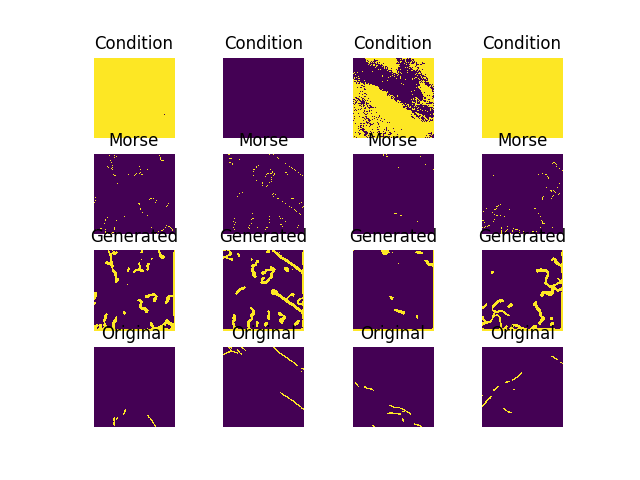 Condition Condition Condition Condition
Morse Morse Morse Morse
Generated Generated Generated Generated
Original Original Original Original